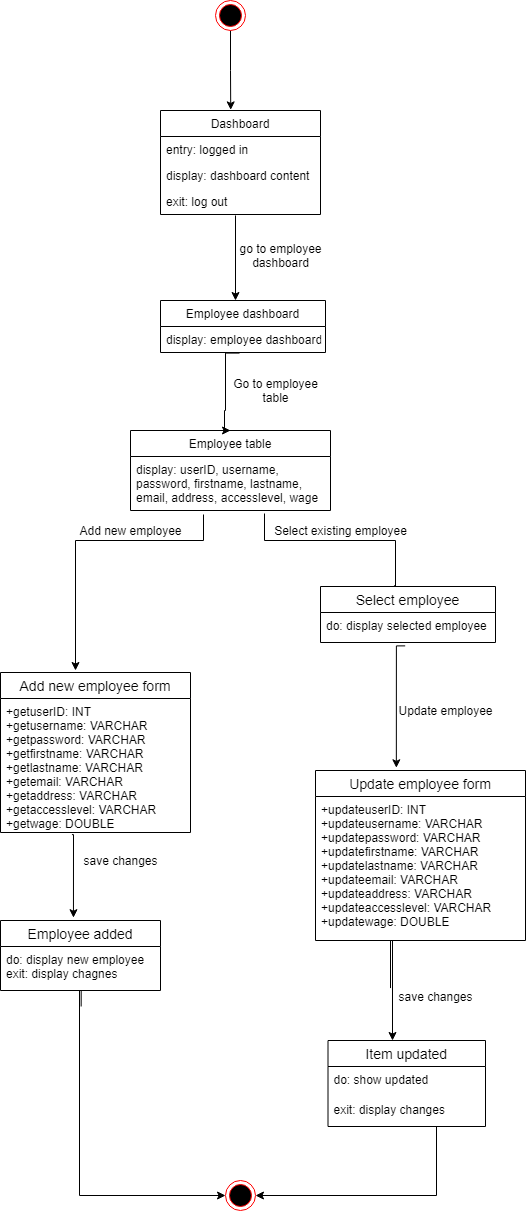 Dashboard
entry: logged in
display: dashboard content
exit: log out
go to employee
dashboard
Employee dashboard
display: employee dashboard
Go to employee
table
Employee table
display: userID, username,
password, firstname, lastname,
email, address, accesslevel, wage
Add new employee
Select existing employee
Select employee
do: display selected employee
Add new employee form
+getuserID: INT
+getusername: VARCHAR
+getpassword: VARCHAR
+getfirstname: VARCHAR
+getlastname: VARCHAR
+getemail: VARCHAR
+getaddress: VARCHAR
+getaccesslevel: VARCHAR
+getwage: DOUBLE
Update employee
Update employee form
+updateuserID: INT
+updateusername: VARCHAR
+updatepassword: VARCHAR
+updatefirstname: VARCHAR
+updatelastname: VARCHAR
+updateemail: VARCHAR
+updateaddress: VARCHAR
+updateaccesslevel: VARCHAR
+updatewage: DOUBLE
save changes
Employee added
do: display new employee
exit: display chagnes
save changes
Item updated
do: show updated
exit: display changes